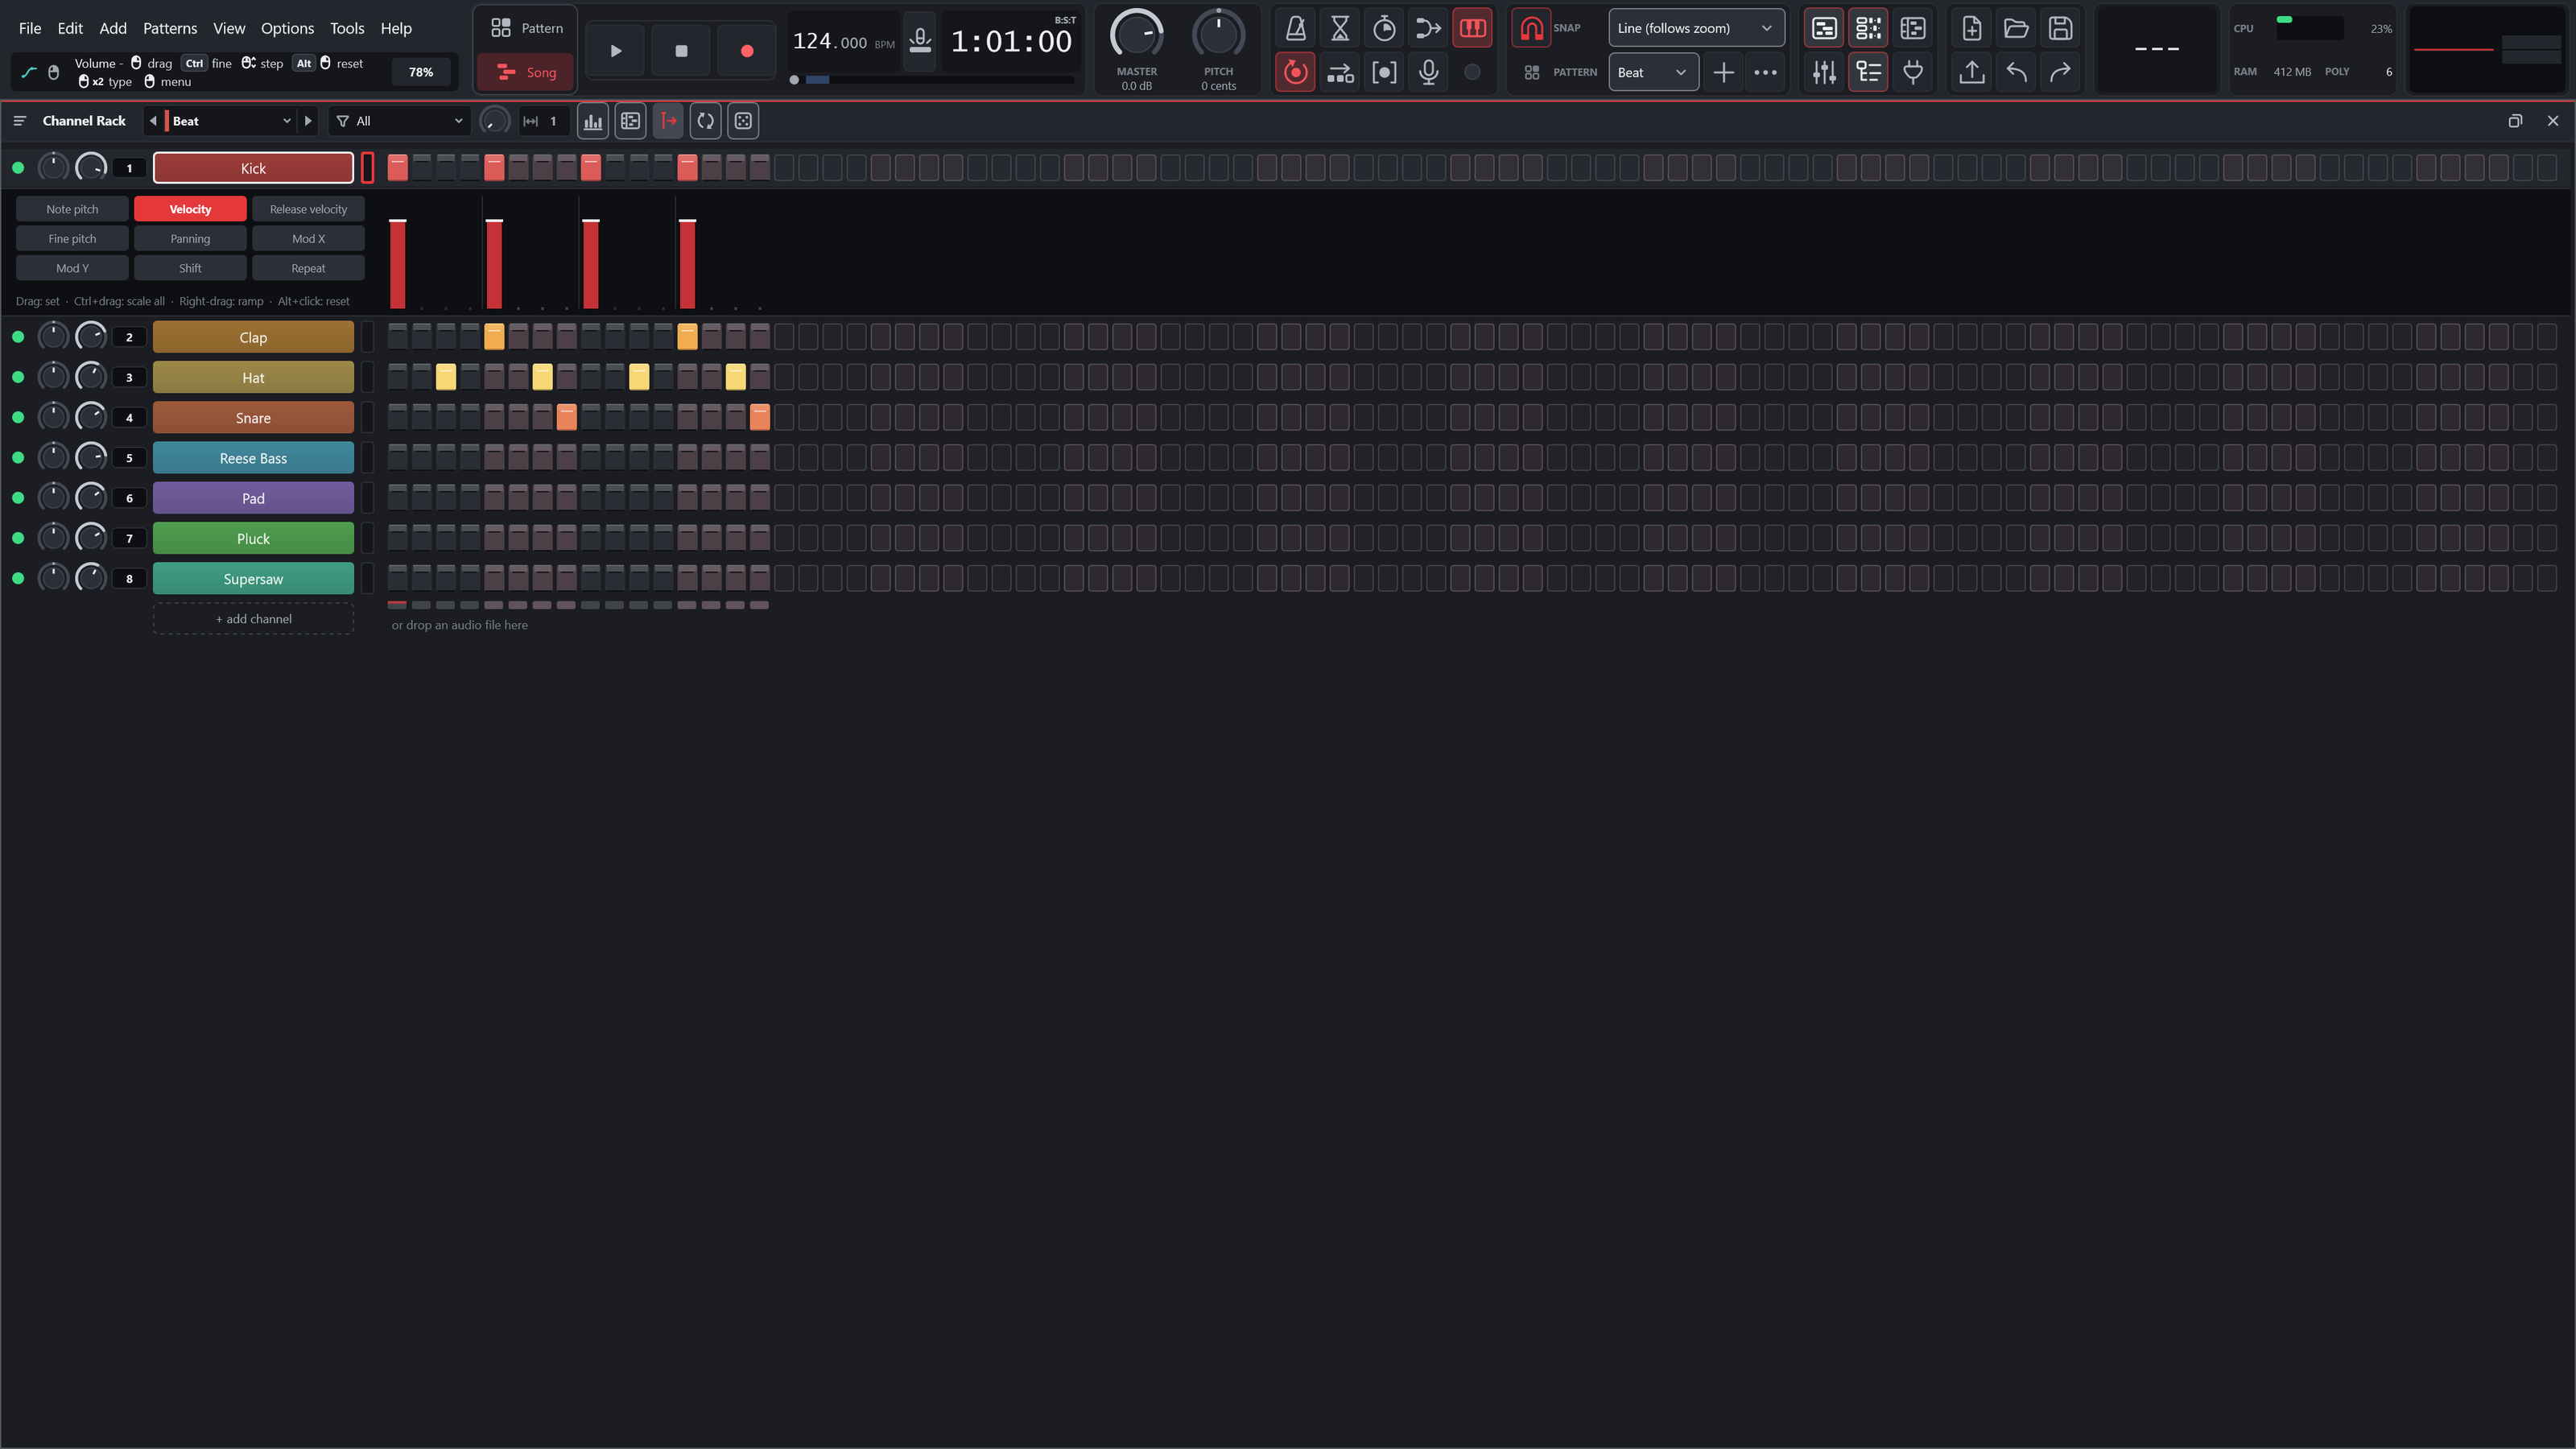 File Edit Add Patterns View Options Tools Help
Volume - drag Ctrl fine step Alt reset
x2 type menu
78%
Pattern
Song
124.000 BPM
B:S:T
1:01:00
MASTER
0.0 dB
PITCH
0 cents
SNAP
Line (follows zoom)
PATTERN
Beat
CPU
23%
RAM 412 MB POLY 6
Channel Rack
Beat
All
1
1 Kick
Note pitch Velocity Release velocity
Fine pitch Panning Mod X
Mod Y Shift Repeat
Drag: set · Ctrl+drag: scale all · Right-drag: ramp · Alt+click: reset
2 Clap
3 Hat
4 Snare
5 Reese Bass
6 Pad
7 Pluck
8 Supersaw
+ add channel
or drop an audio file here